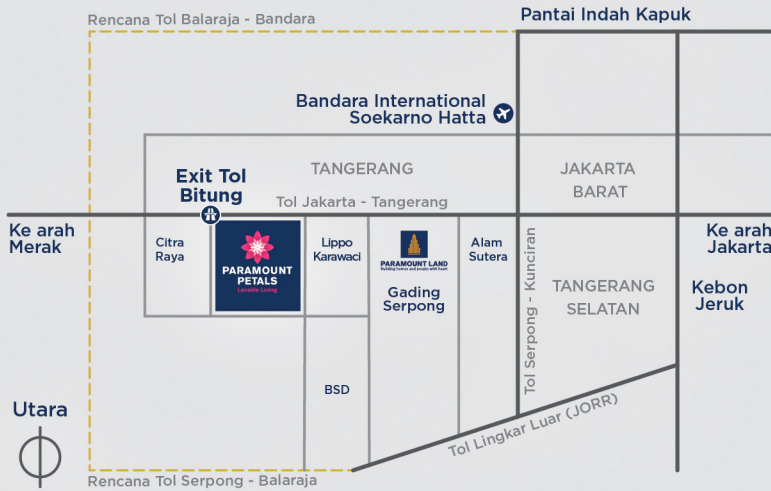 Pantai Indah Kapuk
Rencana Tol Balaraja - Bandara
Bandara International
Soekarno Hatta
TANGERANG
JAKARTA
BARAT
Exit Tol
Bitung
Tol Jakarta - Tangerang
Ke arah
Merak
Citra
Raya
PARAMOUNT
PETALS
Lovable Living
Lippo
Karawaci
PARAMOUNT LAND
Building homes and people with heart
Gading
Serpong
Alam
Sutera
Tol Serpong - Kunciran
TANGERANG
SELATAN
Ke arah
Jakarta
Kebon
Jeruk
BSD
Tol Lingkar Luar (JORR)
Utara
Rencana Tol Serpong - Balaraja